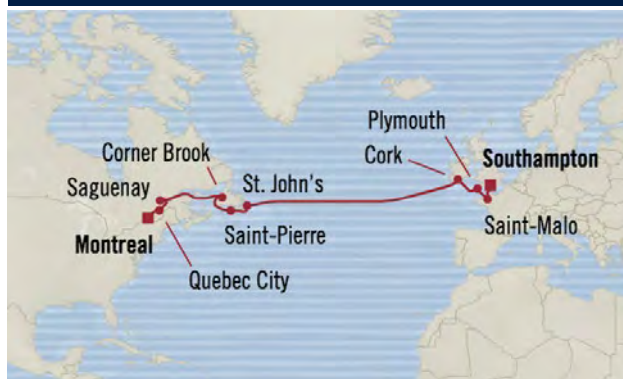 Plymouth
Corner Brook
Cork
Southampton
Saguenay
St. John's
Montreal
Saint-Pierre
Saint-Malo
Quebec City